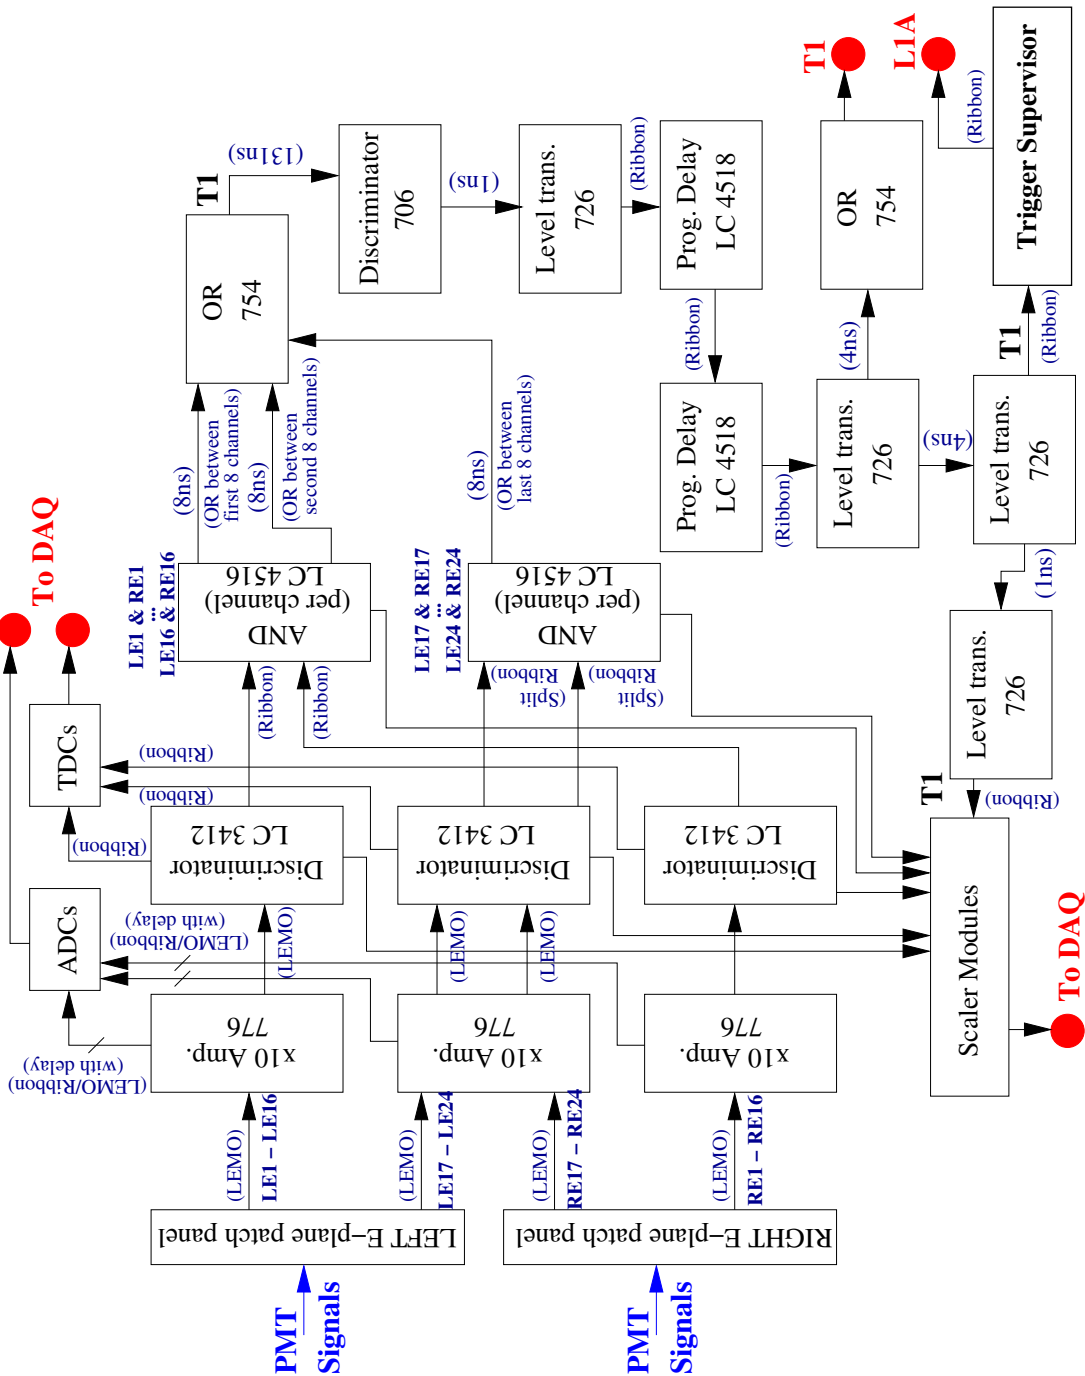 PMT
Signals
PMT
Signals
LEFT E−plane patch panel
RIGHT E−plane patch panel
(LEMO)
LE1 − LE16
(LEMO)
LE17 − LE24
(LEMO)
RE17 − RE24
(LEMO)
RE1 − RE16
x10 Amp.
776
x10 Amp.
776
x10 Amp.
776
(LEMO/Ribbon)
(with delay)
(LEMO/Ribbon)
(with delay)
(LEMO)
(LEMO)
(LEMO)
(LEMO)
ADCs
Discriminator
LC 3412
Discriminator
LC 3412
Discriminator
LC 3412
(Ribbon)
(Ribbon)
(Ribbon)
TDCs
To DAQ
(Ribbon)
(Ribbon)
(Split
Ribbon)
(Split
Ribbon)
LE1 & RE1
...
LE16 & RE16
AND
(per channel)
LC 4516
LE17 & RE17
...
LE24 & RE24
AND
(per channel)
LC 4516
(8ns)
(OR between
first 8 channels)
(8ns)
(OR between
second 8 channels)
(8ns)
(OR between
last 8 channels)
OR
754
T1
(131ns)
Discriminator
706
(1ns)
Level trans.
726
(Ribbon)
Prog. Delay
LC 4518
(Ribbon)
Prog. Delay
LC 4518
(Ribbon)
Level trans.
726
(4ns)
OR
754
T1
(4ns)
Level trans.
726
T1
(Ribbon)
Trigger Supervisor
(Ribbon)
L1A
(1ns)
Level trans.
726
T1
(Ribbon)
Scaler Modules
To DAQ